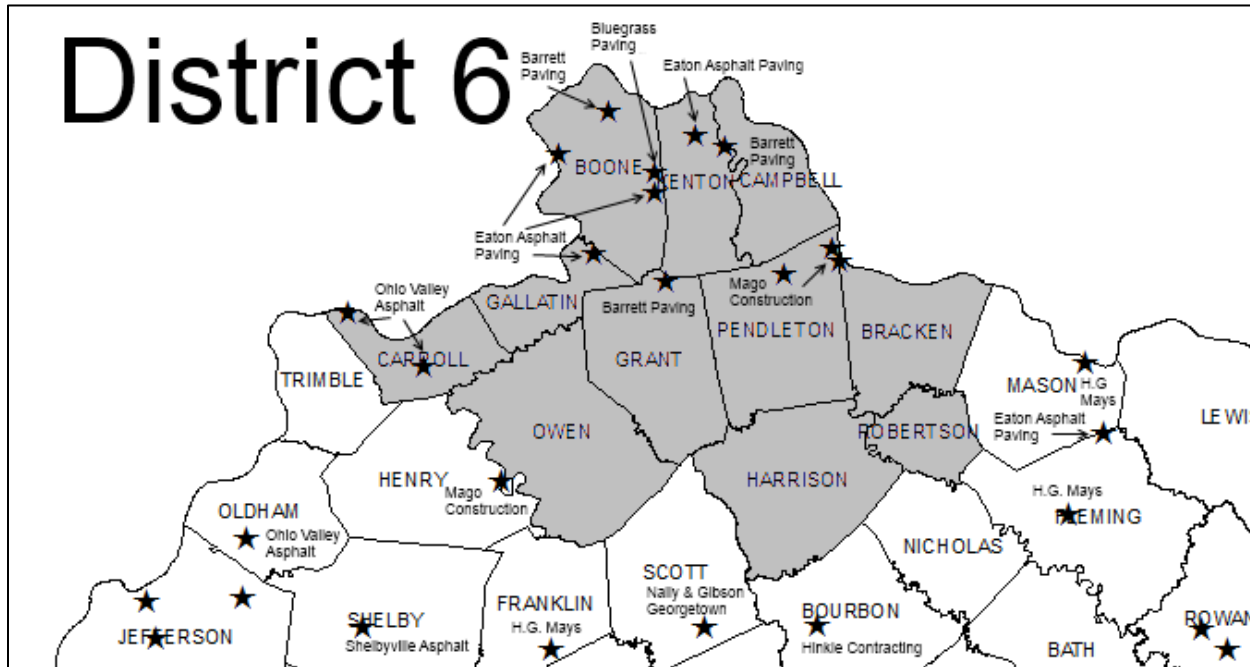 District 6
Bluegrass
Paving
Barrett
Paving
Eaton Asphalt Paving
Barrett
Paving
BOONE
KENTON
CAMPBELL
Eaton Asphalt
Paving
Ohio Valley
Asphalt
GALLATIN
Barrett Paving
Mago
Construction
PENDLETON
BRACKEN
CARROLL
GRANT
TRIMBLE
MASON
H.G
Mays
LEWIS
Eaton Asphalt
Paving
OWEN
ROBERTSON
HENRY
HARRISON
Mago
Construction
H.G. Mays
FLEMING
OLDHAM
Ohio Valley
Asphalt
NICHOLAS
SCOTT
Nally & Gibson
Georgetown
FRANKLIN
H.G. Mays
BOURBON
Hinkle Contracting
SHELBY
Shelbyville Asphalt
JEFFERSON
ROWAN
BATH